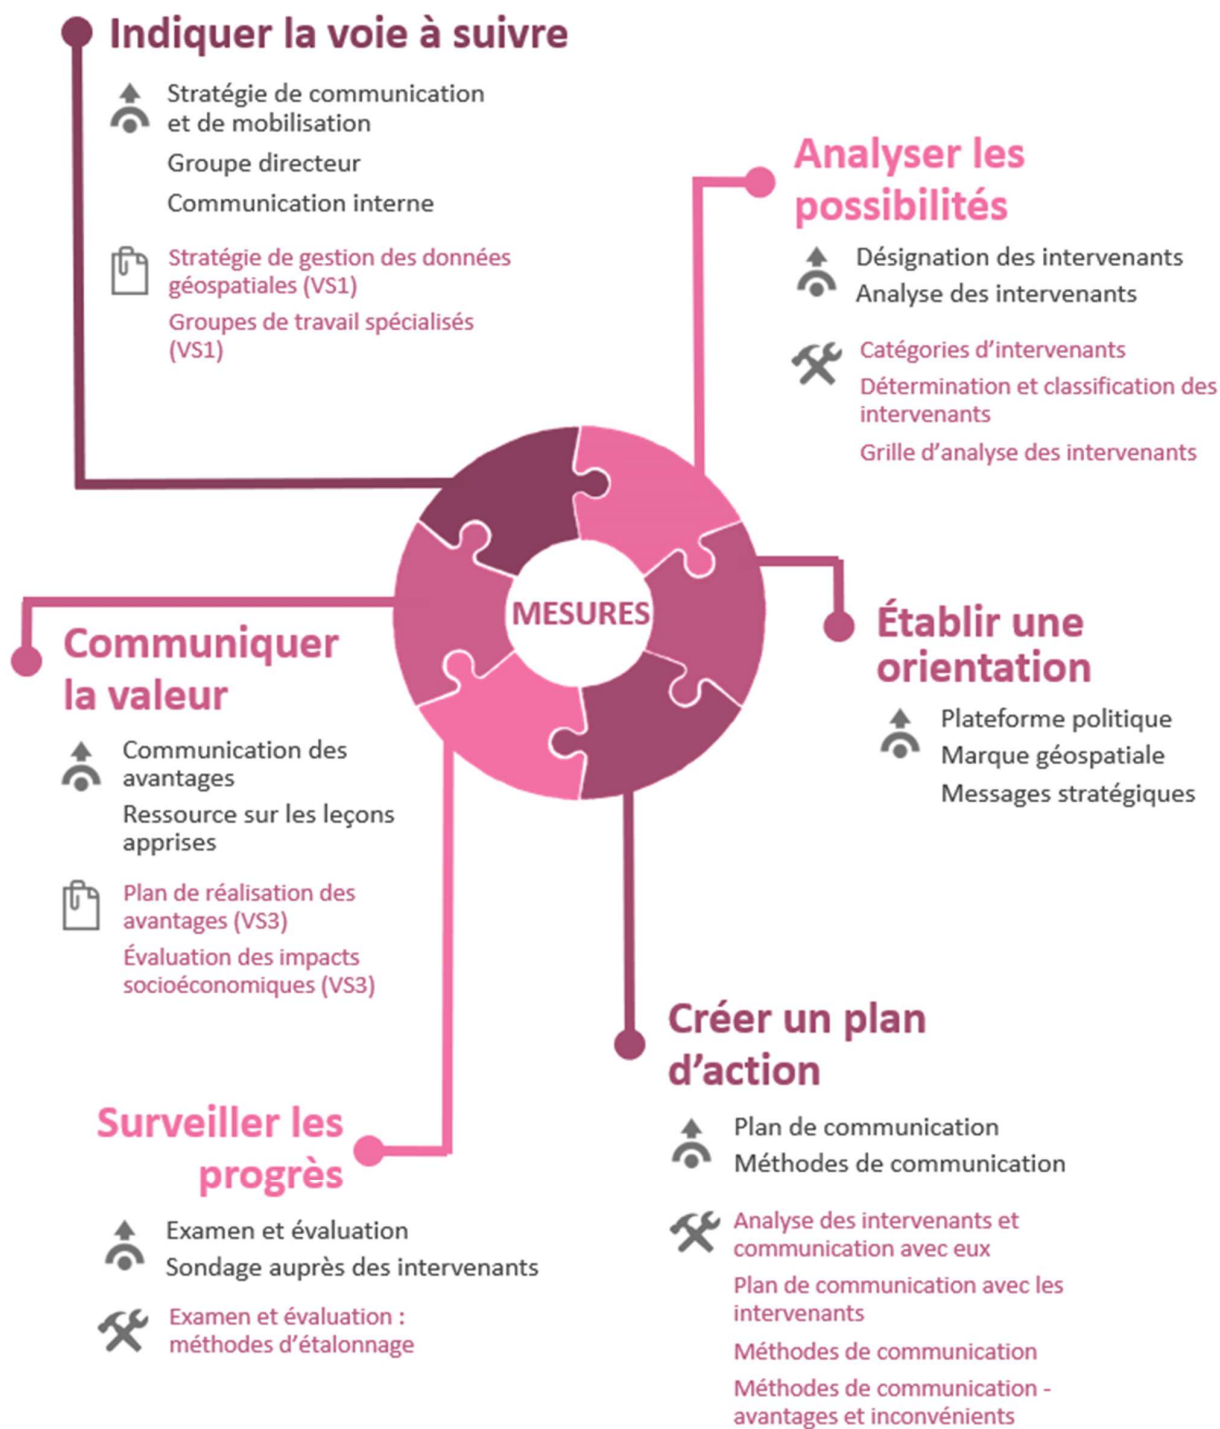 Indiquer la voie à suivre
Stratégie de communication
et de mobilisation
Groupe directeur
Communication interne
Stratégie de gestion des données
géospatiales (VS1)
Groupes de travail spécialisés
(VS1)
Analyser les
possibilités
Désignation des intervenants
Analyse des intervenants
Catégories d’intervenants
Détermination et classification des
intervenants
Grille d’analyse des intervenants
MESURES
Établir une
orientation
Plateforme politique
Marque géospatiale
Messages stratégiques
Communiquer
la valeur
Communication des
avantages
Ressource sur les leçons
apprises
Plan de réalisation des
avantages (VS3)
Évaluation des impacts
socioéconomiques (VS3)
Créer un plan
d’action
Plan de communication
Méthodes de communication
Analyse des intervenants et
communication avec eux
Plan de communication avec les
intervenants
Méthodes de communication
Méthodes de communication -
avantages et inconvénients
Surveiller les
progrès
Examen et évaluation
Sondage auprès des intervenants
Examen et évaluation :
méthodes d’étalonnage